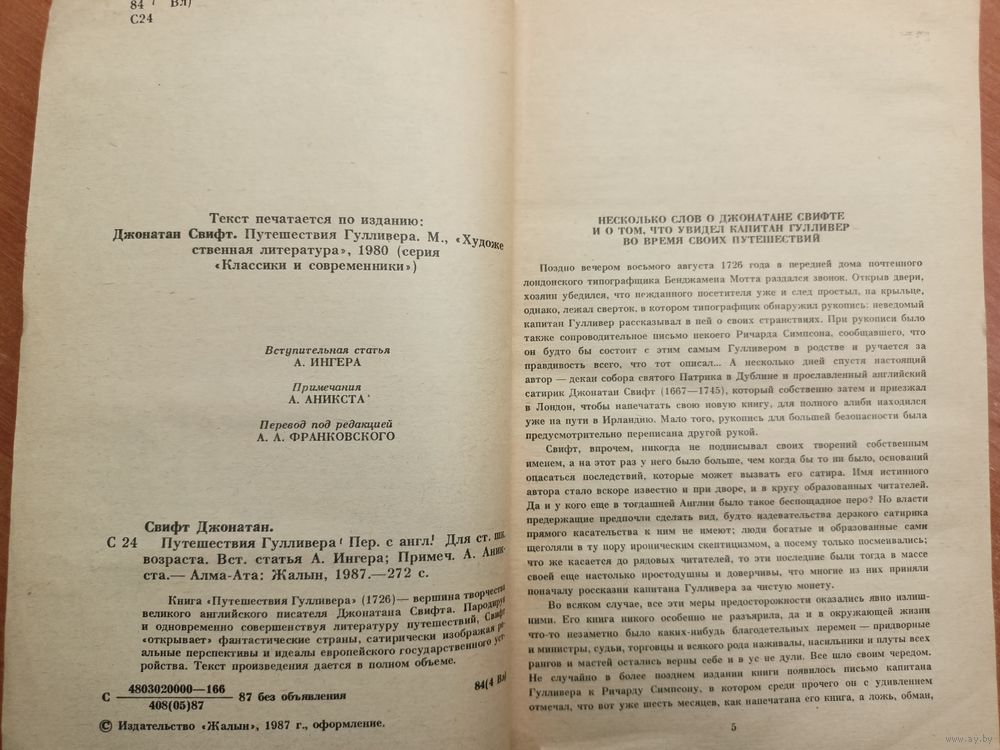 84
Вл)
С24
Текст печатается по изданию:
Джонатан Свифт. Путешествия Гулливера. М., «Художе
ственная литература», 1980 (серия
«Классики и современники»)
Вступительная статья
А. ИНГЕРА
Примечания
А. АНИКСТА
Перевод под редакцией
А. А. ФРАНКОВСКОГО
Свифт Джонатан.
С 24 Путешествия Гулливера Пер. с англ. Для ст. шк.
возраста. Вст. статья А. Ингера; Примеч. А. Аник-
ста.— Алма-Ата: Жалын, 1987.—272 с.
Книга «Путешествия Гулливера» (1726)— вершина творчества
великого английского писателя Джонатана Свифта. Пародируя
и одновременно совершенствуя литературу путешествий, Свифт
«открывает» фантастические страны, сатирически изображая ре-
альные перспективы и идеалы европейского государственного уст-
ройства. Текст произведения дается в полном объеме.
С 4803020000—166
408(05)87
87 без объявления
84(4 Вл)
© Издательство «Жалын», 1987 г., оформление.
НЕСКОЛЬКО СЛОВ О ДЖОНАТАНЕ СВИФТЕ
И О ТОМ, ЧТО УВИДЕЛ КАПИТАН ГУЛЛИВЕР
ВО ВРЕМЯ СВОИХ ПУТЕШЕСТВИЙ
Поздно вечером восьмого августа 1726 года в передней дома почтенного
лондонского типографщика Бенджамена Мотта раздался звонок. Открыв двери,
хозяин убедился, что нежданного посетителя уже и след простыл, на крыльце,
однако, лежал сверток, в котором типографщик обнаружил рукопись: неведомый
капитан Гулливер рассказывал в ней о своих странствиях. При рукописи было
также сопроводительное письмо некоего Ричарда Симпсона, сообщавшего, что
он будто бы состоит с этим самым Гулливером в родстве и ручается за
правдивость всего, что тот описал... А несколько дней спустя настоящий
автор — декан собора святого Патрика в Дублине и прославленный английский
сатирик Джонатан Свифт (1667—1745), который собственно затем и приезжал
в Лондон, чтобы напечатать свою новую книгу, для полного алиби находился
уже на пути в Ирландию. Мало того, рукопись для большей безопасности была
предусмотрительно переписана другой рукой.
Свифт, впрочем, никогда не подписывал своих творений собственным
именем, а на этот раз у него было больше, чем когда бы то ни было, оснований
опасаться последствий, которые может вызвать его сатира. Имя истинного
автора стало вскоре известно и при дворе, и в кругу образованных читателей.
Да и у кого еще в тогдашней Англии было такое беспощадное перо? Но власти
предержащие предпочли сделать вид, будто издевательства дерзкого сатирика
прямого касательства к ним не имеют; люди богатые и образованные сами
щеголяли в ту пору ироническим скептицизмом, а посему только посмеивались;
что же касается до рядовых читателей, то эти последние были тогда в массе
своей еще настолько простодушны и доверчивы, что многие из них приняли
поначалу россказни капитана Гулливера за чистую монету.
Во всяком случае, все эти меры предосторожности оказались явно излиш-
ними. Его книга никого особенно не разъярила, да и в окружающей жизни
что-то незаметно было каких-нибудь благодетельных перемен — придворные
и министры, судьи, торговцы и всякого рода наживалы, насильники и плуты всех
рангов и мастей остались верны себе и в ус не дули. Все шло своим чередом.
Не случайно в более позднем издании книги появилось письмо капитана
Гулливера к Ричарду Симпсону, в котором среди прочего он с удивлением
отмечал, что вот уже шесть месяцев, как напечатана его книга, а ложь, обман,
5
www.ay.by